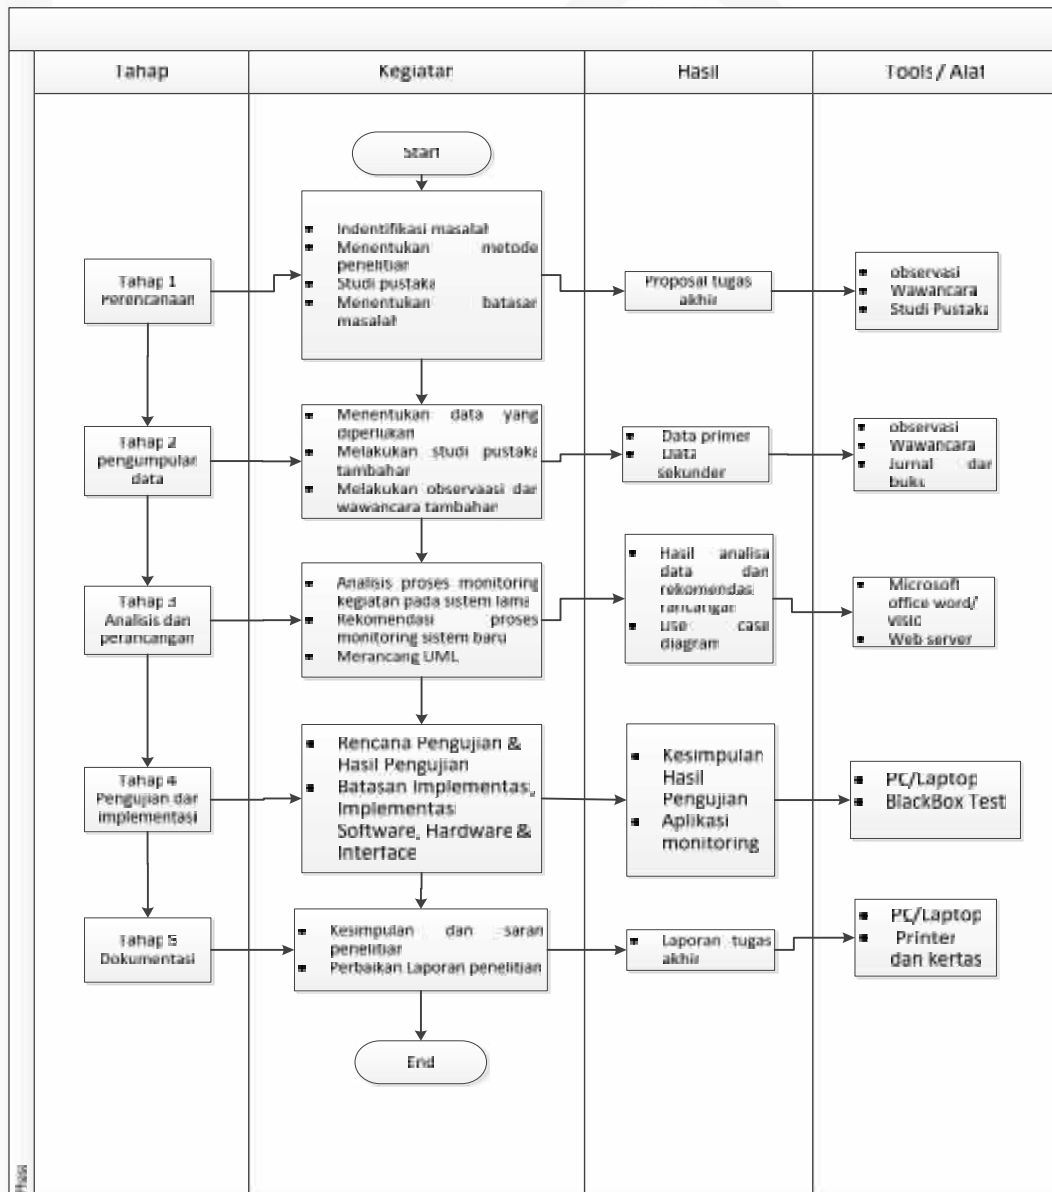 Tahap
Kegiatan
Hasil
Tools / Alat
Start
Tahap 1
Perencanaan
Indentifikasi masalah
Menentukan metode
penelitian
Studi pustaka
Menentukan batasan
masalah
Proposal tugas
akhir
observasi
Wawancara
Studi Pustaka
Tahap 2
pengumpulan
data
Menentukan data yang
diperlukan
Melakukan studi pustaka
tambahan
Melakukan observaasi dan
wawancara tambahan
Data primer
Data
sekunder
observasi
Wawancara
Jurnal dan
buku
Tahap 3
Analisis dan
perancangan
Analisis proses monitoring
kegiatan pada sistem lama
Rekomendasi proses
monitoring sistem baru
Merancang UML
Hasil analisa
data dan
rekomendasi
rancangan
Use case
diagram
Microsoft
office word/
visio
Web server
Tahap 4
Pengujian dan
implementasi
Rencana Pengujian &
Hasil Pengujian
Batasan Implementasi,
Implementasi
Software, Hardware &
Interface
Kesimpulan
Hasil
Pengujian
Aplikasi
monitoring
PC/Laptop
BlackBox Test
Tahap 5
Dokumentasi
Kesimpulan dan saran
penelitian
Perbaikan Laporan penelitian
Laporan tugas
akhir
PC/Laptop
Printer
dan kertas
End
Phase